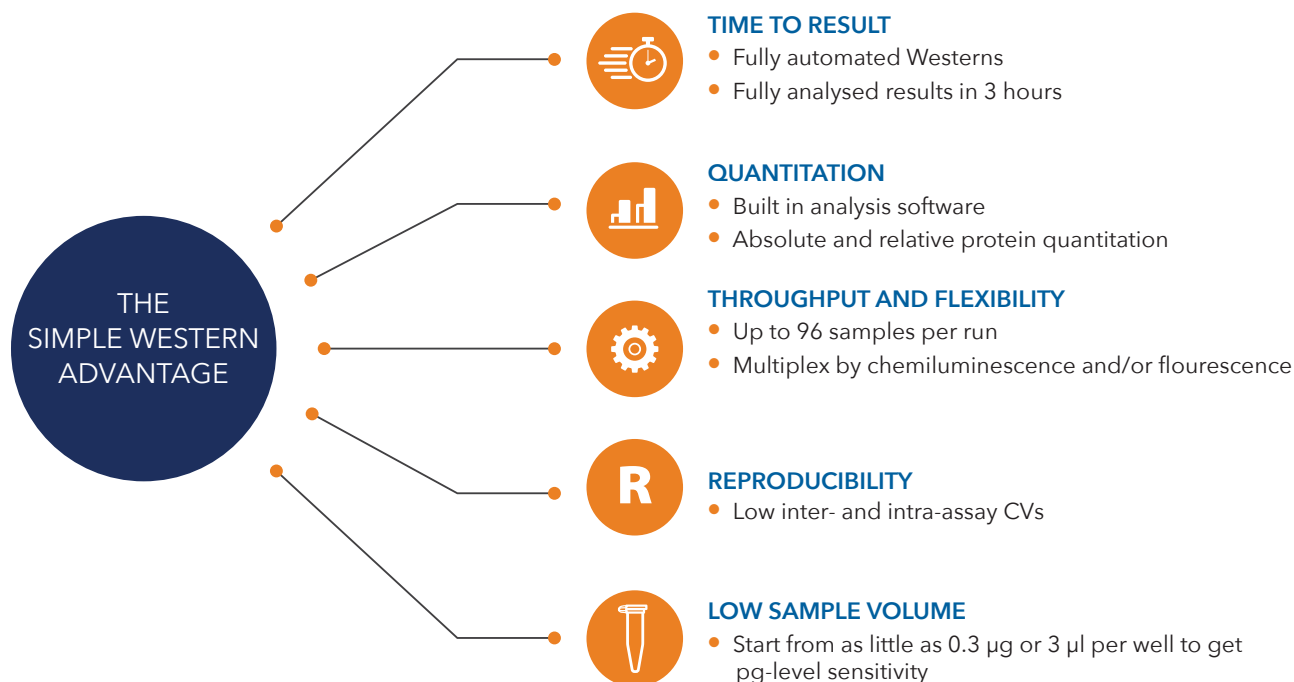 THE
SIMPLE WESTERN
ADVANTAGE
TIME TO RESULT
• Fully automated Westerns
• Fully analysed results in 3 hours
QUANTITATION
• Built in analysis software
• Absolute and relative protein quantitation
THROUGHPUT AND FLEXIBILITY
• Up to 96 samples per run
• Multiplex by chemiluminescence and/or flourescence
R
REPRODUCIBILITY
• Low inter- and intra-assay CVs
LOW SAMPLE VOLUME
• Start from as little as 0.3 µg or 3 µl per well to get
pg-level sensitivity